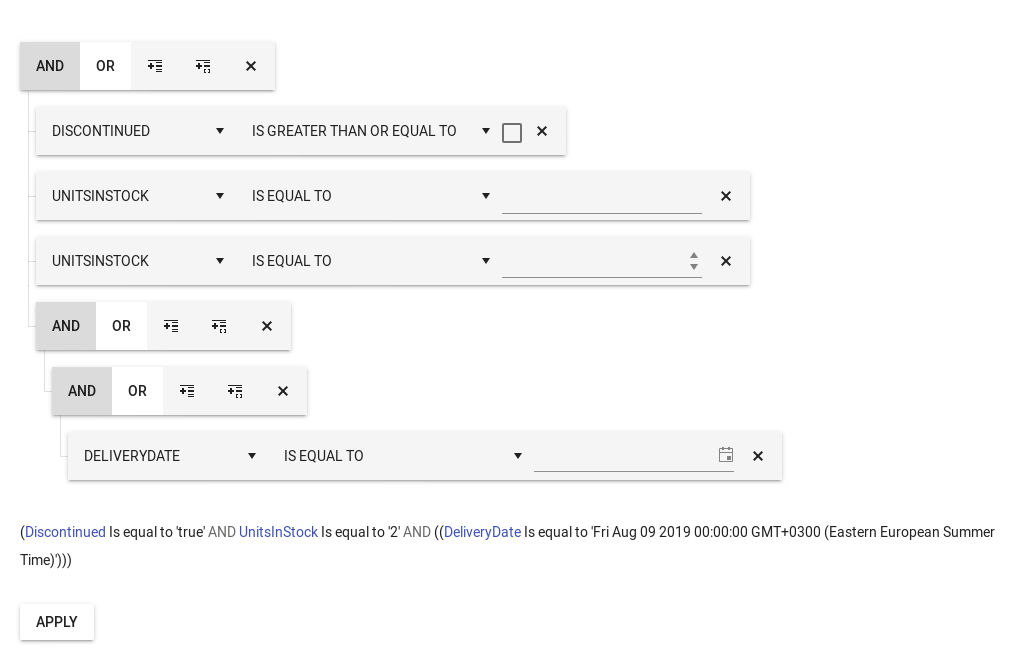 AND OR
DISCONTINUED IS GREATER THAN OR EQUAL TO
UNITSINSTOCK IS EQUAL TO
UNITSINSTOCK IS EQUAL TO
AND OR
AND OR
DELIVERYDATE IS EQUAL TO
(Discontinued Is equal to 'true' AND UnitsInStock Is equal to '2' AND ((DeliveryDate Is equal to 'Fri Aug 09 2019 00:00:00 GMT+0300 (Eastern European Summer
Time)')))
APPLY